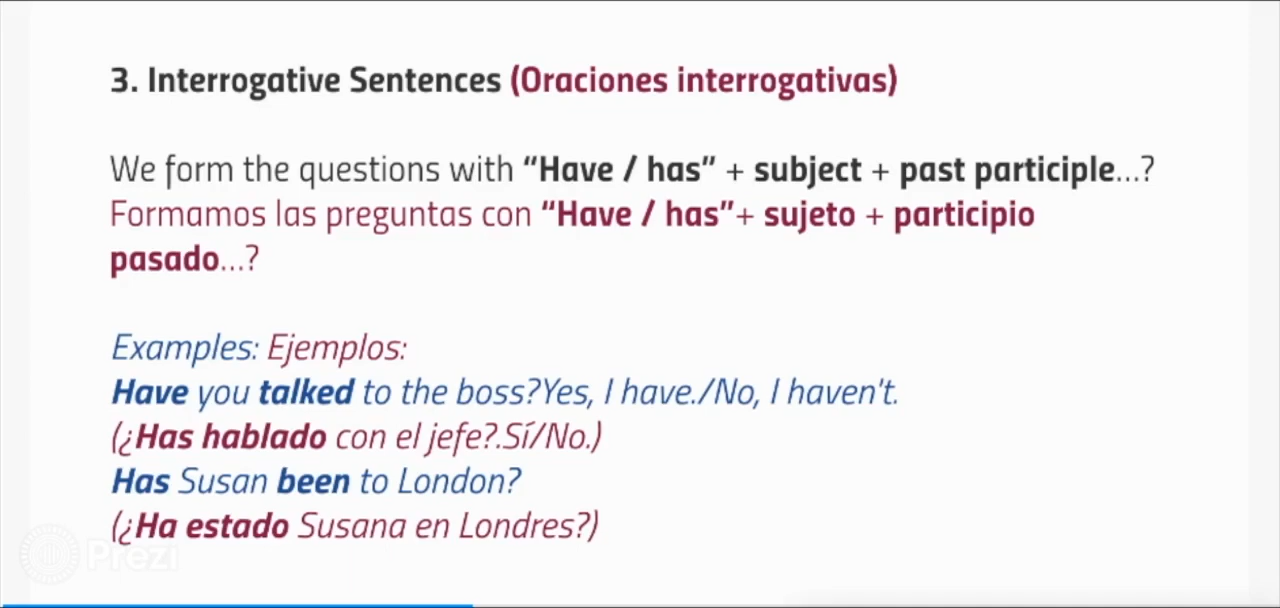 3. Interrogative Sentences (Oraciones interrogativas)
We form the questions with “Have / has” + subject + past participle...?
Formamos las preguntas con “Have / has”+ sujeto + participio
pasado...?
Examples: Ejemplos:
Have you talked to the boss?Yes, I have./No, I haven't.
(¿Has hablado con el jefe?.Sí/No.)
Has Susan been to London?
(¿Ha estado Susana en Londres?)
Prezi